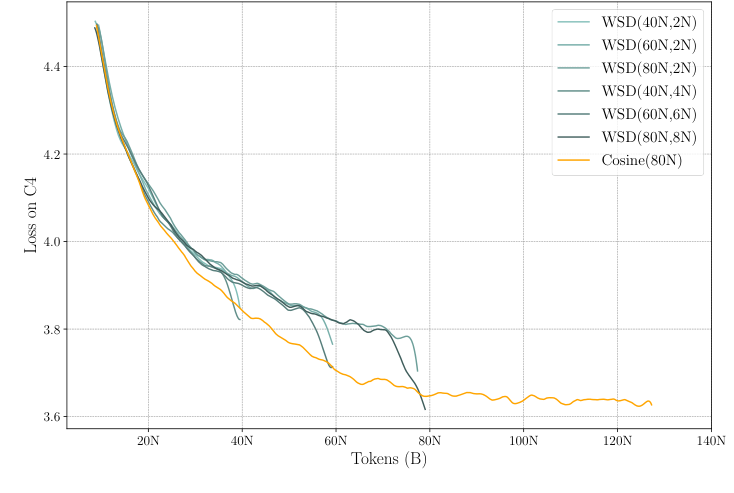 WSD(40N,2N)
WSD(60N,2N)
WSD(80N,2N)
WSD(40N,4N)
WSD(60N,6N)
WSD(80N,8N)
Cosine(80N)
4.4
4.2
4.0
3.8
3.6
Loss on C4
20N 40N 60N 80N 100N 120N 140N
Tokens (B)